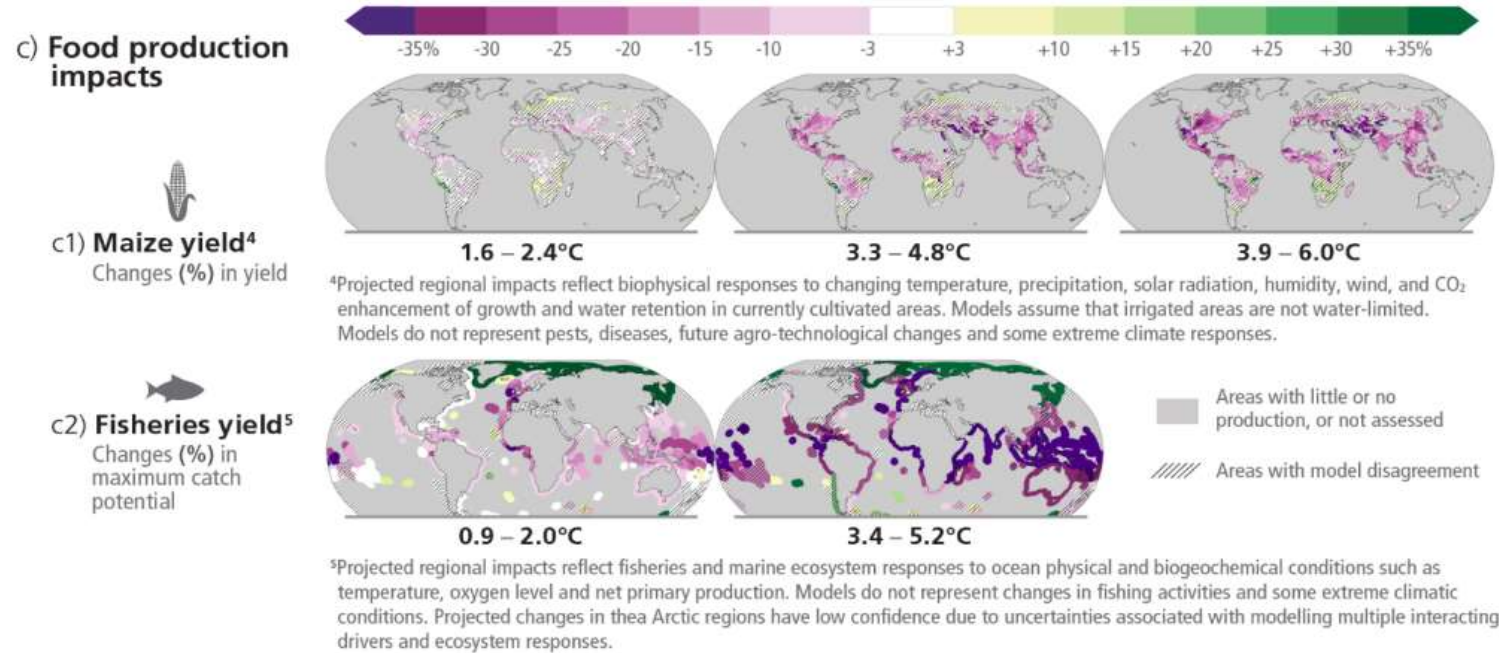 c) Food production
impacts
-35% -30 -25 -20 -15 -10 -3 +3 +10 +15 +20 +25 +30 +35%
c1) Maize yield⁴
Changes (%) in yield
1.6 – 2.4°C 3.3 – 4.8°C 3.9 – 6.0°C
⁴Projected regional impacts reflect biophysical responses to changing temperature, precipitation, solar radiation, humidity, wind, and CO₂
enhancement of growth and water retention in currently cultivated areas. Models assume that irrigated areas are not water-limited.
Models do not represent pests, diseases, future agro-technological changes and some extreme climate responses.
c2) Fisheries yield⁵
Changes (%) in
maximum catch
potential
Areas with little or no
production, or not assessed
Areas with model disagreement
0.9 – 2.0°C 3.4 – 5.2°C
⁵Projected regional impacts reflect fisheries and marine ecosystem responses to ocean physical and biogeochemical conditions such as
temperature, oxygen level and net primary production. Models do not represent changes in fishing activities and some extreme climatic
conditions. Projected changes in thea Arctic regions have low confidence due to uncertainties associated with modelling multiple interacting
drivers and ecosystem responses.